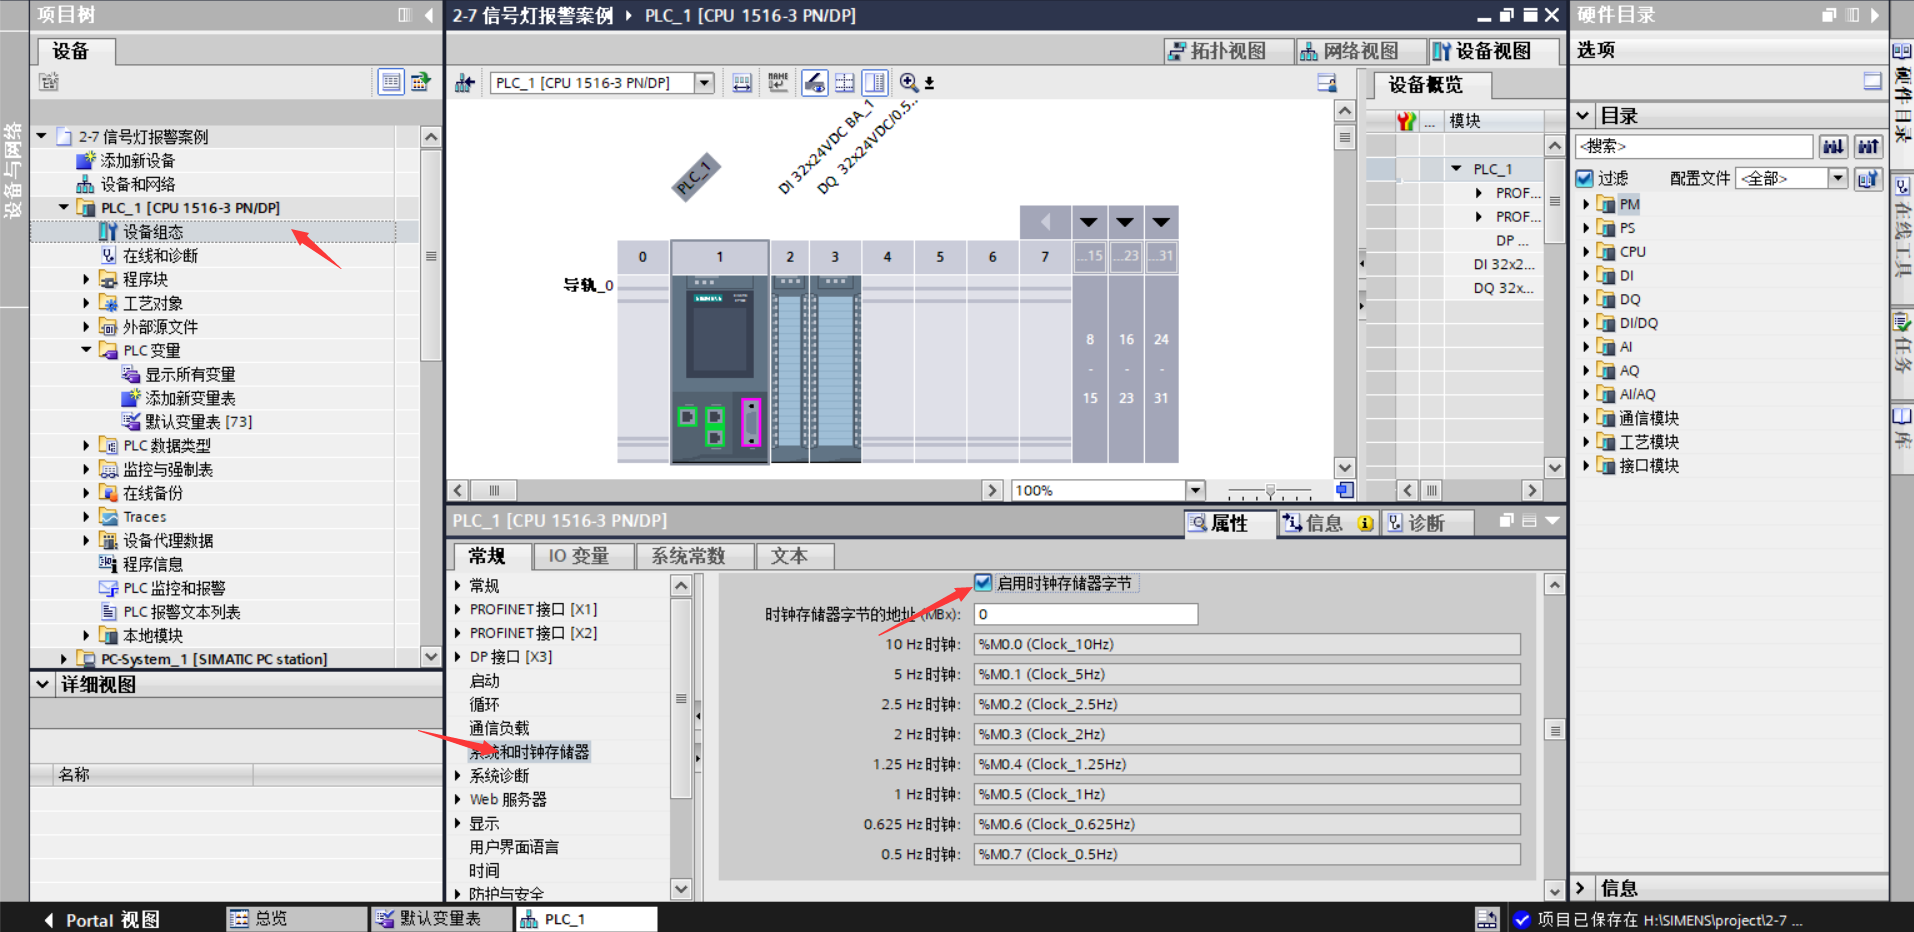 项目树
设备
设备与网络
2-7 信号灯报警案例
添加新设备
设备和网络
PLC_1 [CPU 1516-3 PN/DP]
设备组态
在线和诊断
程序块
工艺对象
外部源文件
PLC 变量
显示所有变量
添加新变量表
默认变量表 [73]
PLC 数据类型
监控与强制表
在线备份
Traces
设备代理数据
程序信息
PLC 监控和报警
PLC 报警文本列表
本地模块
PC-System_1 [SIMATIC PC station]
详细视图
名称
2-7 信号灯报警案例 PLC_1 [CPU 1516-3 PN/DP]
拓扑视图
网络视图
设备视图
PLC_1 [CPU 1516-3 PN/DP]
PLC_1
DI 32x24VDC BA_1
DQ 32x24VDC/0.5..
0 1 2 3 4 5 6 7 ...15 ...23 ...31
导轨_0
SIEMENS
8 16 24
- - -
15 23 31
100%
设备概览
... 模块
PLC_1
PROF...
PROF...
DP ...
DI 32x2...
DQ 32x...
PLC_1 [CPU 1516-3 PN/DP]
属性
信息
诊断
常规
IO 变量
系统常数
文本
常规
PROFINET接口 [X1]
PROFINET接口 [X2]
DP 接口 [X3]
启动
循环
通信负载
系统和时钟存储器
系统诊断
Web 服务器
显示
用户界面语言
时间
防护与安全
启用时钟存储器字节
时钟存储器字节的地址 (MBx): 0
10 Hz 时钟: %M0.0 (Clock_10Hz)
5 Hz 时钟: %M0.1 (Clock_5Hz)
2.5 Hz 时钟: %M0.2 (Clock_2.5Hz)
2 Hz 时钟: %M0.3 (Clock_2Hz)
1.25 Hz 时钟: %M0.4 (Clock_1.25Hz)
1 Hz 时钟: %M0.5 (Clock_1Hz)
0.625 Hz 时钟: %M0.6 (Clock_0.625Hz)
0.5 Hz 时钟: %M0.7 (Clock_0.5Hz)
硬件目录
选项
目录
<搜索>
过滤 配置文件 <全部>
PM
PS
CPU
DI
DQ
DI/DQ
AI
AQ
AI/AQ
通信模块
工艺模块
接口模块
信息
硬件目录
在线工具
任务
库
Portal 视图
总览
默认变量表
PLC_1
项目已保存在 H:\SIMENS\project\2-7 ...